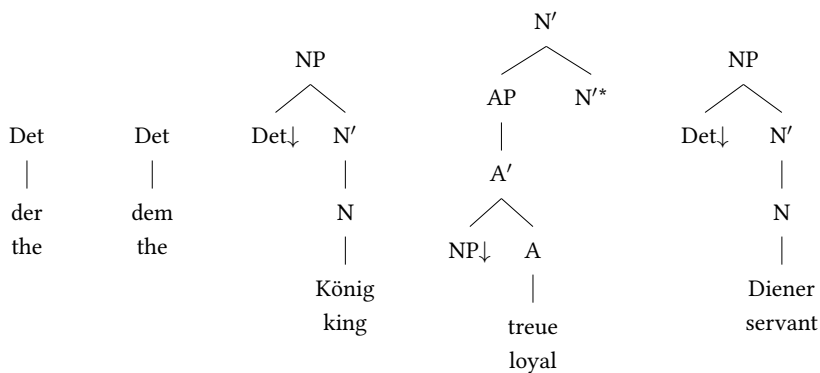 N′
NP NP
AP N′*
Det Det Det↓ N′ Det↓ N′
A′
der dem N N
the the NP↓ A
König Diener
king treue servant
loyal